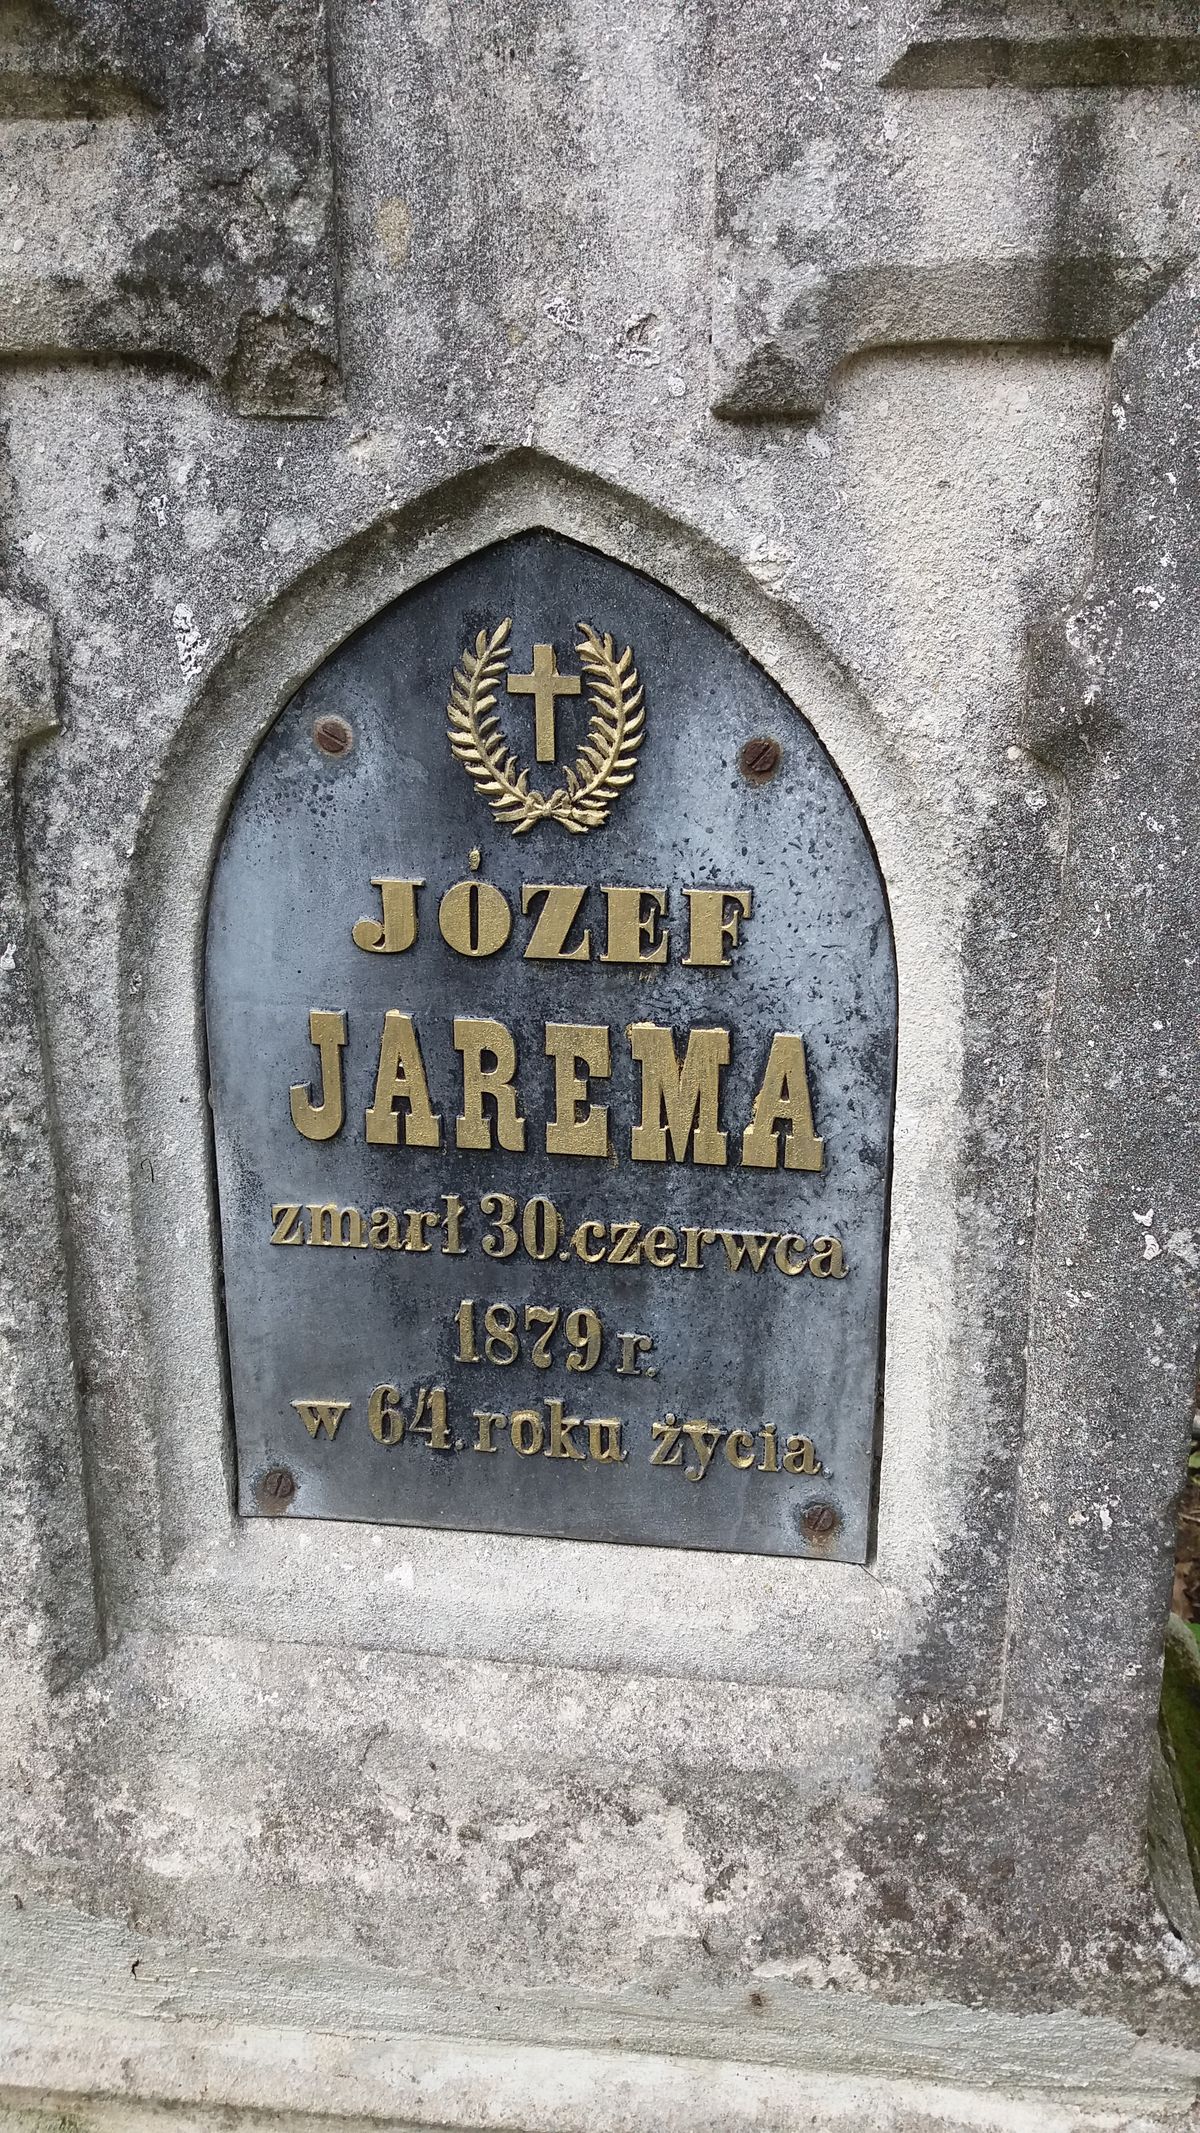 JÓZEF
JAREMA
zmarł 30. czerwca
1879 r.
w 64. roku życia.